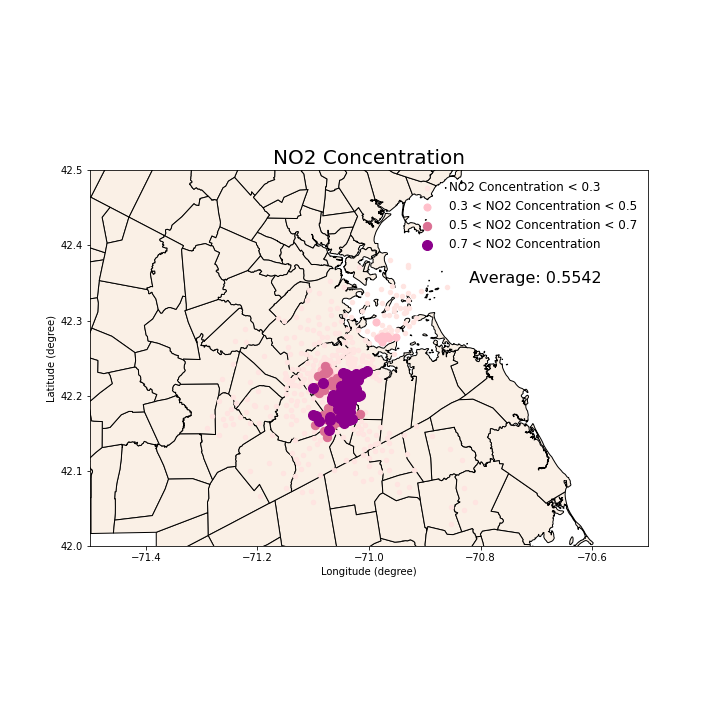 NO2 Concentration
42.5
NO2 Concentration < 0.3
0.3 < NO2 Concentration < 0.5
0.5 < NO2 Concentration < 0.7
0.7 < NO2 Concentration
42.4
Average: 0.5542
42.3
Latitude (degree)
42.2
42.1
42.0
−71.4 −71.2 −71.0 −70.8 −70.6
Longitude (degree)